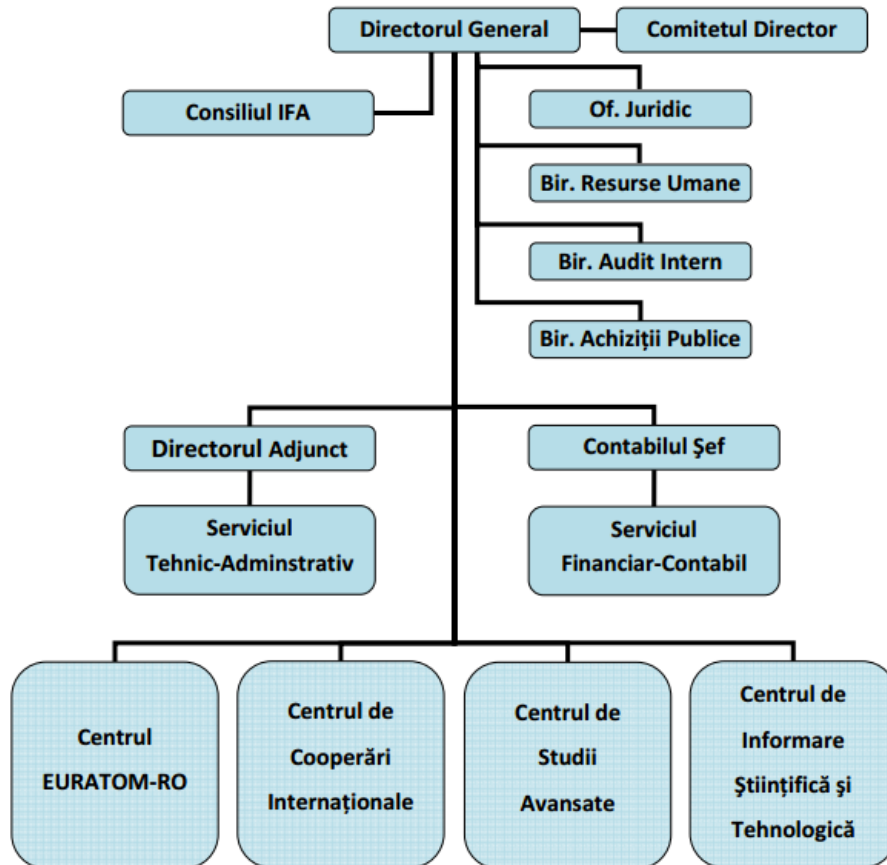 Directorul General
Comitetul Director
Consiliul IFA
Of. Juridic
Bir. Resurse Umane
Bir. Audit Intern
Bir. Achiziții Publice
Directorul Adjunct
Contabilul Şef
Serviciul
Tehnic-Adminstrativ
Serviciul
Financiar-Contabil
Centrul
EURATOM-RO
Centrul de
Cooperări
Internaționale
Centrul de
Studii
Avansate
Centrul de
Informare
Ştiințifică şi
Tehnologică